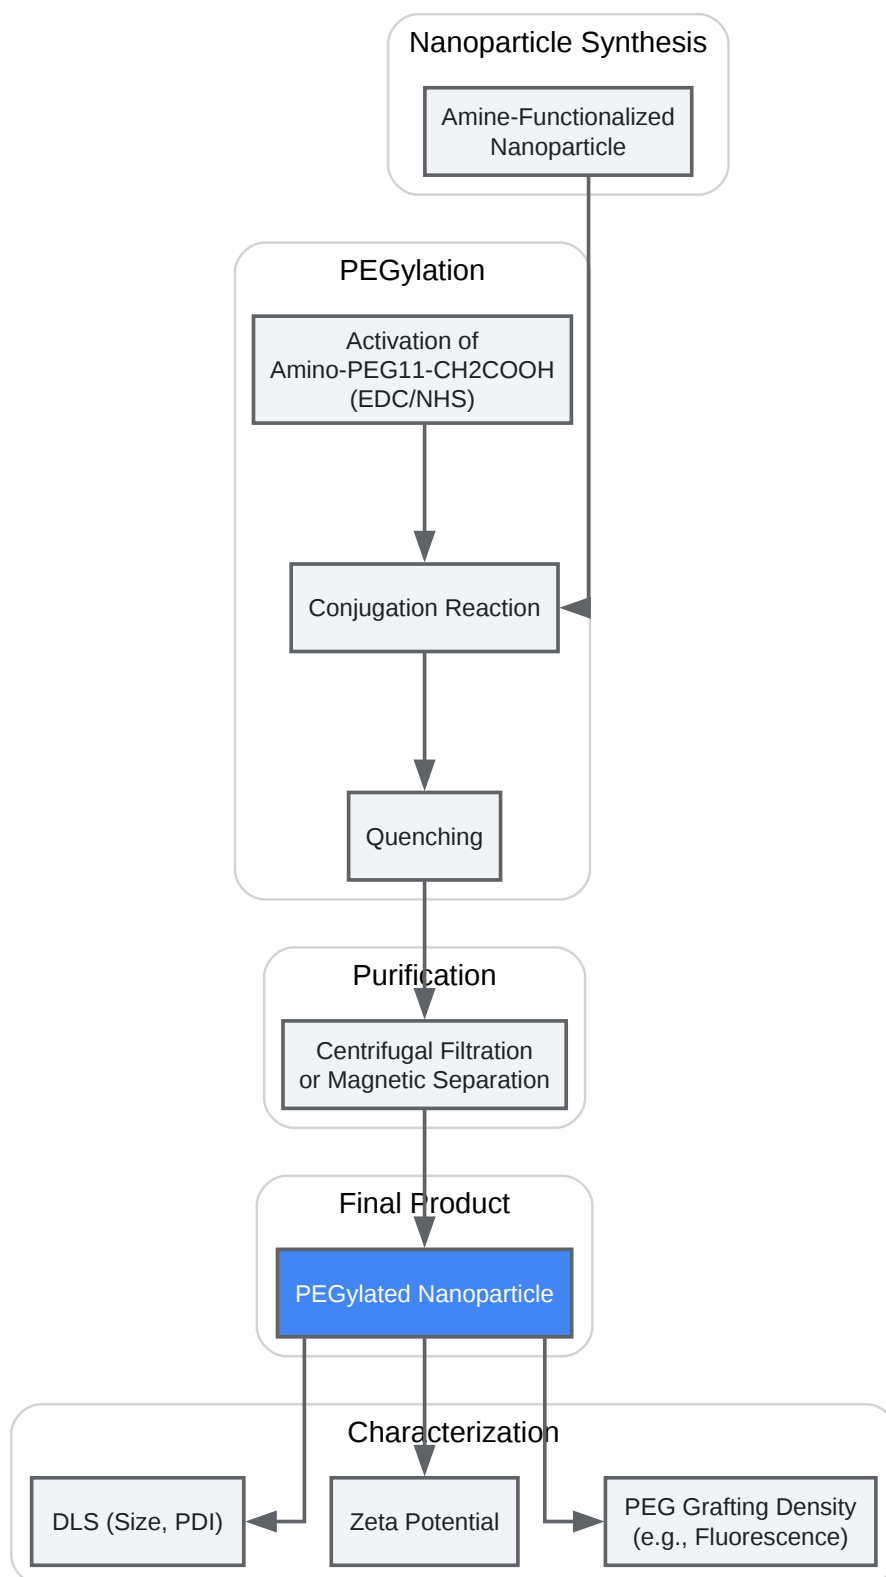 Nanoparticle Synthesis
Amine-Functionalized
Nanoparticle
PEGylation
Activation of
Amino-PEG11-CH2COOH
(EDC/NHS)
Conjugation Reaction
Quenching
Purification
Centrifugal Filtration
or Magnetic Separation
Final Product
PEGylated Nanoparticle
Characterization
DLS (Size, PDI)
Zeta Potential
PEG Grafting Density
(e.g., Fluorescence)